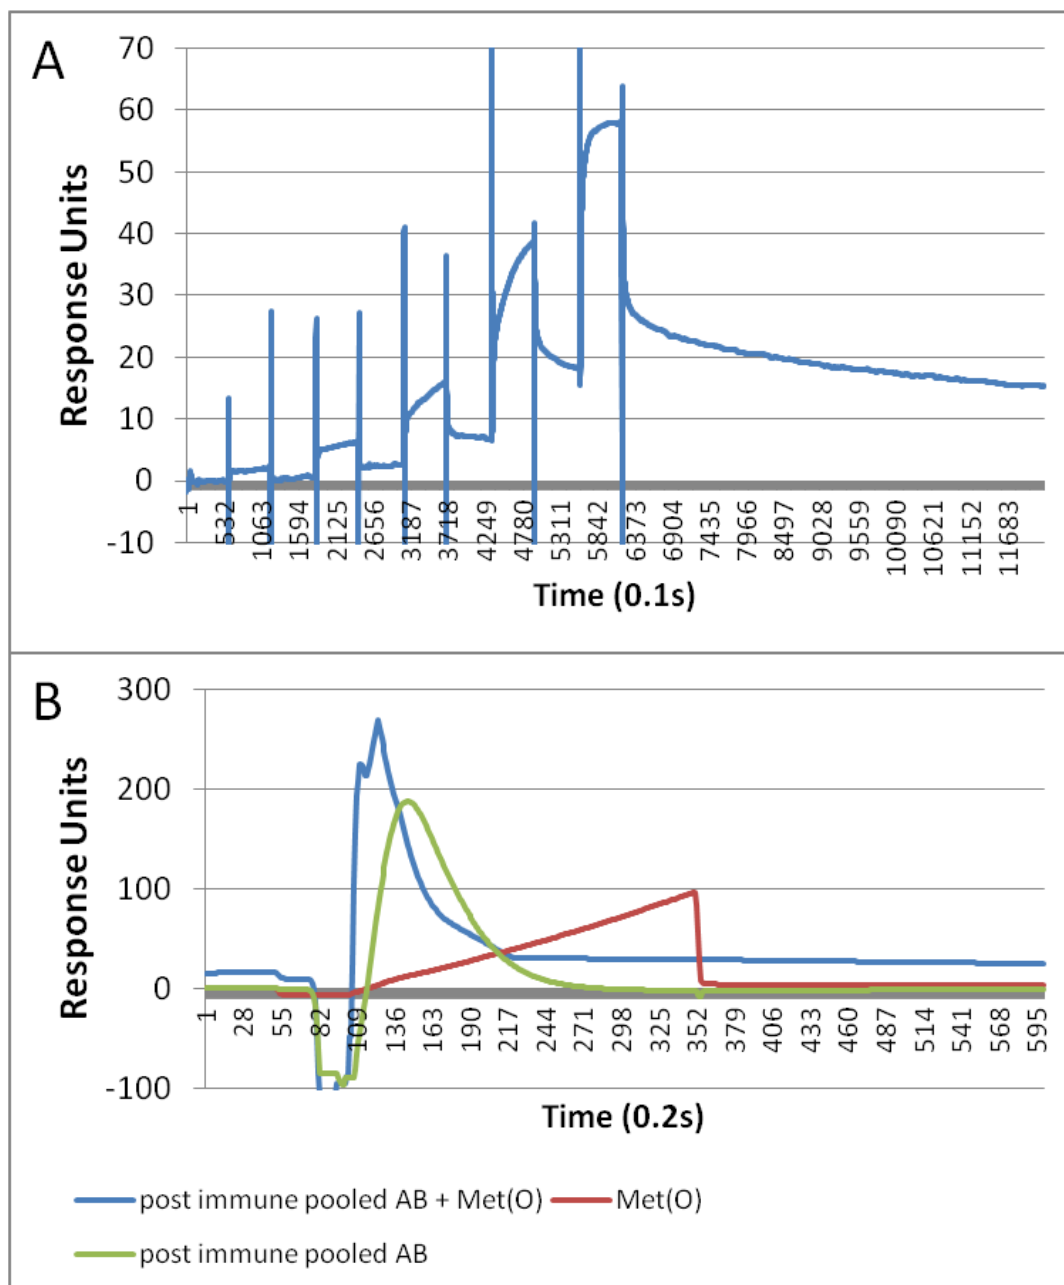 A
70
60
50
40
30
20
10
0
-10
Response Units
1 532 1063 1594 2125 2656 3187 3718 4249 4780 5311 5842 6373 6904 7435 7966 8497 9028 9559 10090 10621 11152 11683
Time (0.1s)
B
300
200
100
0
-100
Response Units
1 28 55 82 109 136 163 190 217 244 271 298 325 352 379 406 433 460 487 514 541 568 595
Time (0.2s)
post immune pooled AB + Met(O) Met(O)
post immune pooled AB